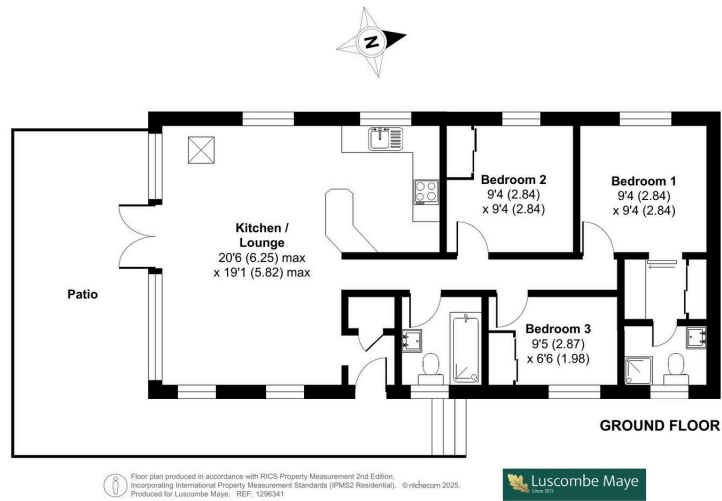 N
Bedroom 2
9'4 (2.84)
x 9'4 (2.84)
Bedroom 1
9'4 (2.84)
x 9'4 (2.84)
Kitchen /
Lounge
20'6 (6.25) max
x 19'1 (5.82) max
Patio
Bedroom 3
9'5 (2.87)
x 6'6 (1.98)
GROUND FLOOR
Floor plan produced in accordance with RICS Property Measurement 2nd Edition,
Incorporating International Property Measurement Standards (IPMS2 Residential). © nichecom 2025.
Produced for Luscombe Maye. REF: 1296341
Luscombe Maye
Since 1873